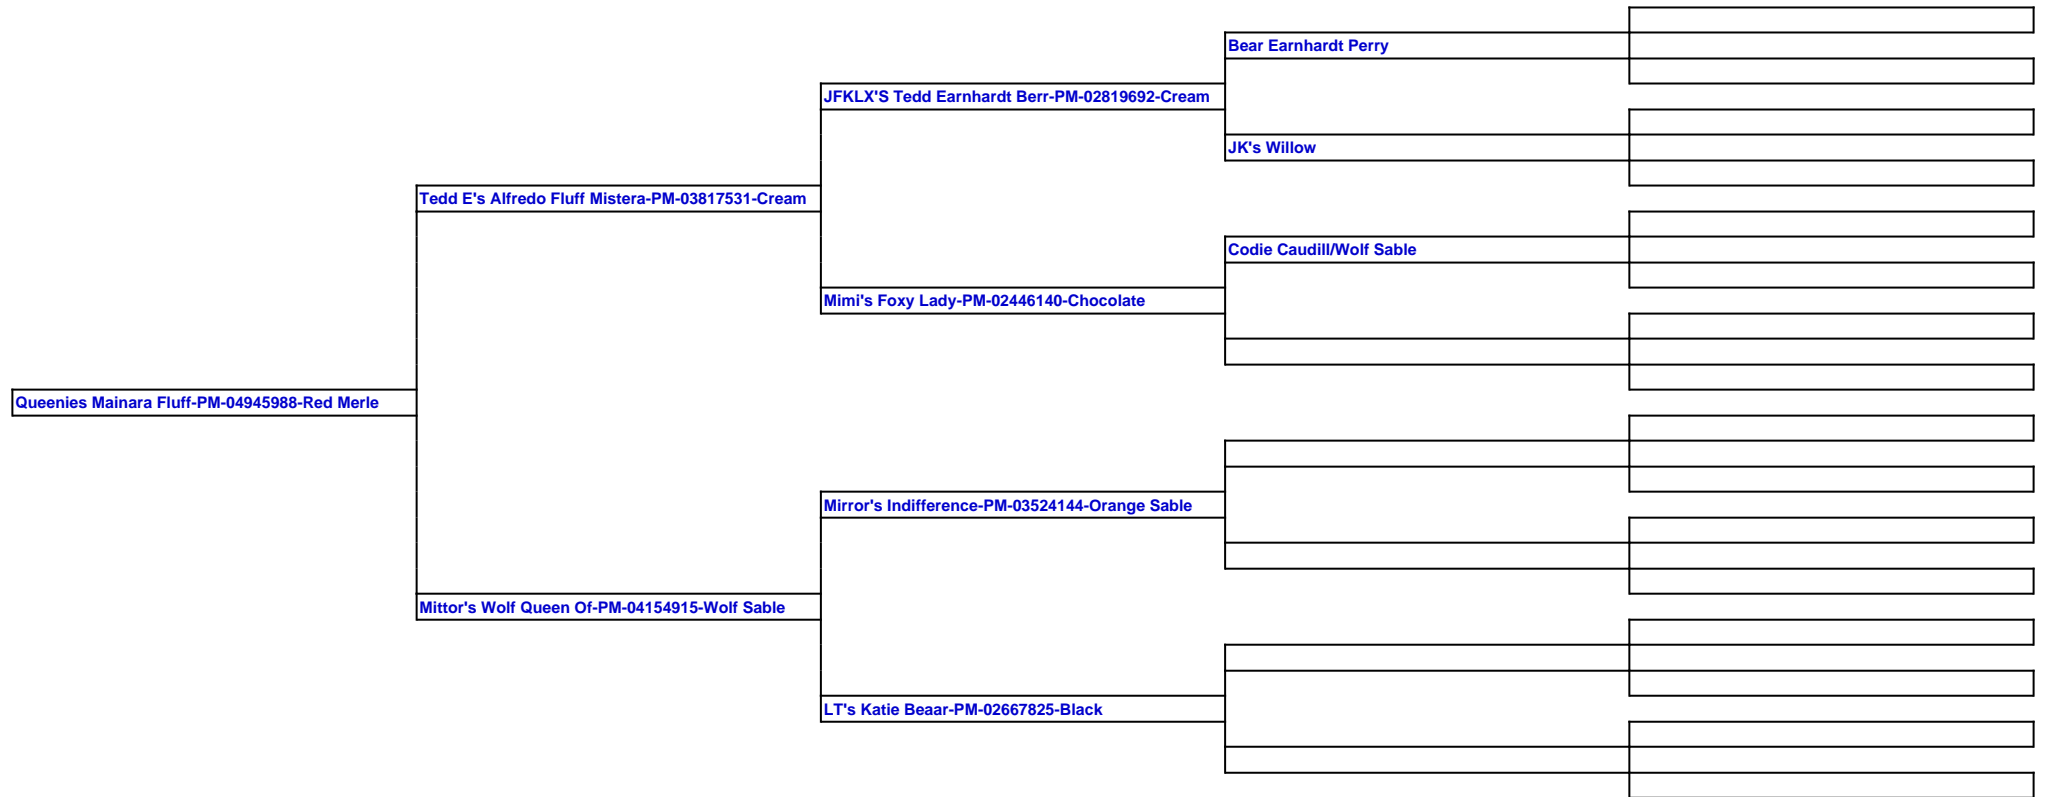 Bear Earnhardt Perry
JFKLX'S Tedd Earnhardt Berr-PM-02819692-Cream
JK's Willow
Tedd E's Alfredo Fluff Mistera-PM-03817531-Cream
Codie Caudill/Wolf Sable
Mimi's Foxy Lady-PM-02446140-Chocolate
Queenies Mainara Fluff-PM-04945988-Red Merle
Mirror's Indifference-PM-03524144-Orange Sable
Mittor's Wolf Queen Of-PM-04154915-Wolf Sable
LT's Katie Beaar-PM-02667825-Black